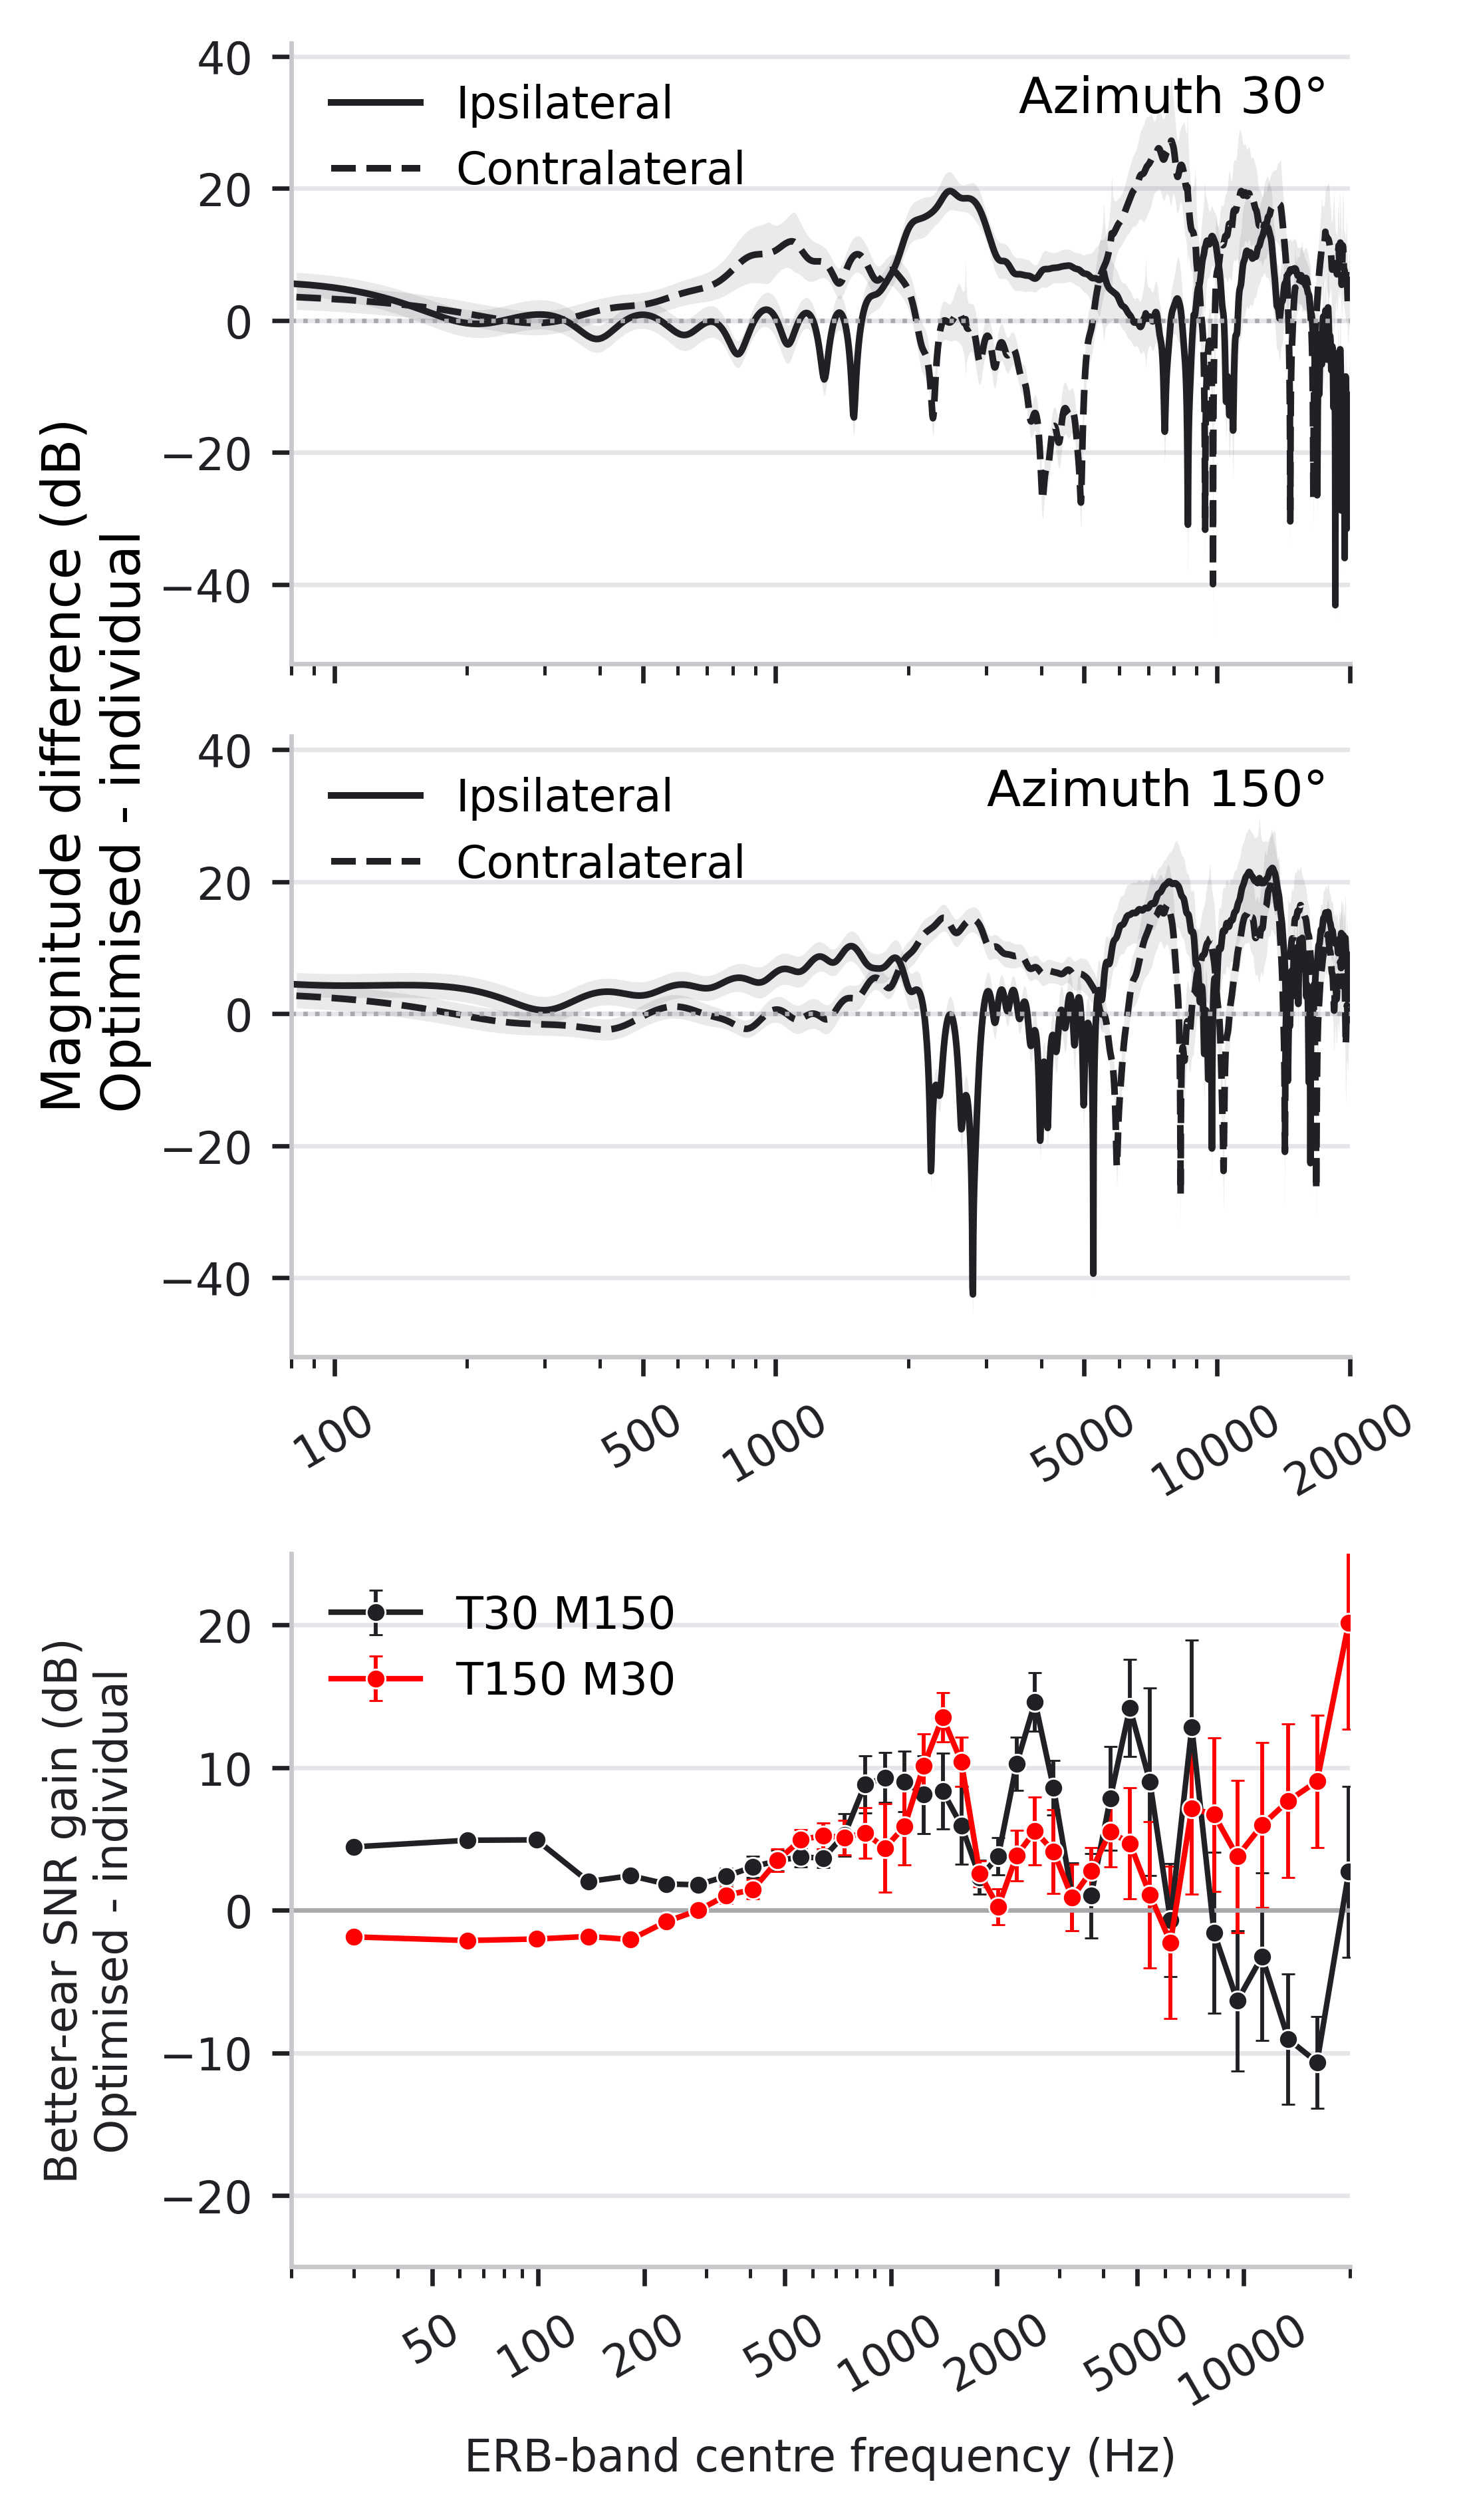 Magnitude difference (dB)
Optimised - individual
40
20
0
−20
−40
Ipsilateral
Contralateral
Azimuth 30°
40
20
0
−20
−40
Ipsilateral
Contralateral
Azimuth 150°
100
500
1000
5000
10000
20000
Better-ear SNR gain (dB)
Optimised - individual
20
10
0
−10
−20
T30 M150
T150 M30
50
100
200
500
1000
2000
5000
10000
ERB-band centre frequency (Hz)